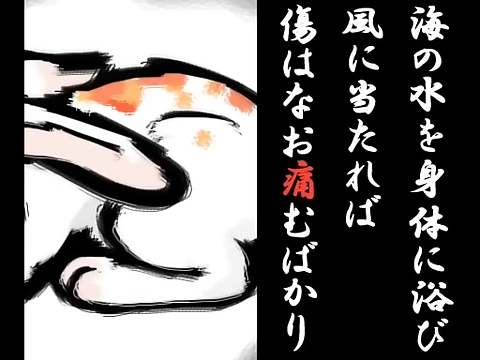 海の水を身体に浴び
風に当たれば
傷はなお痛むばかり